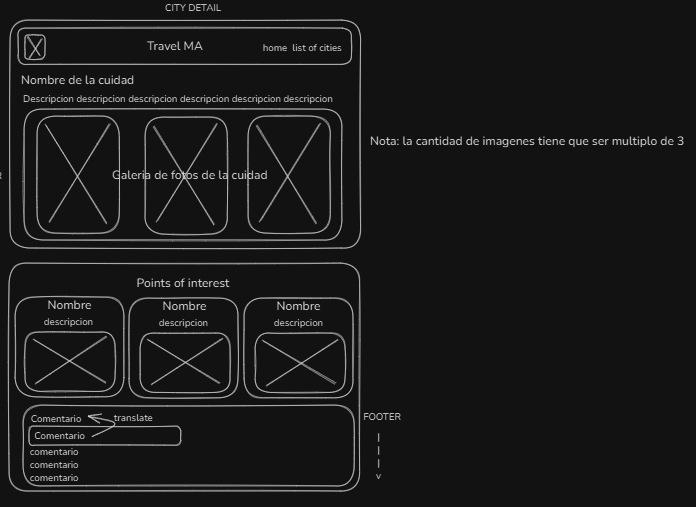 CITY DETAIL
Travel MA
home list of cities
Nombre de la cuidad
Descripcion descripcion descripcion descripcion descripcion descripcion
Nota: la cantidad de imagenes tiene que ser multiplo de 3
Galeria de fotos de la cuidad
Points of interest
Nombre
descripcion
Nombre
descripcion
Nombre
descripcion
Comentario
translate
FOOTER
Comentario
comentario
comentario
comentario